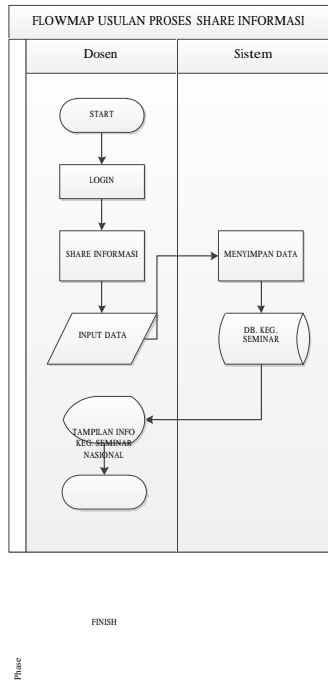 FLOWMAP USULAN PROSES SHARE INFORMASI
Dosen
Sistem
START
LOGIN
SHARE INFORMASI
MENYIMPAN DATA
INPUT DATA
DB. KEG.
SEMINAR
TAMPILAN INFO
KEG. SEMINAR
NASIONAL
FINISH
Phase